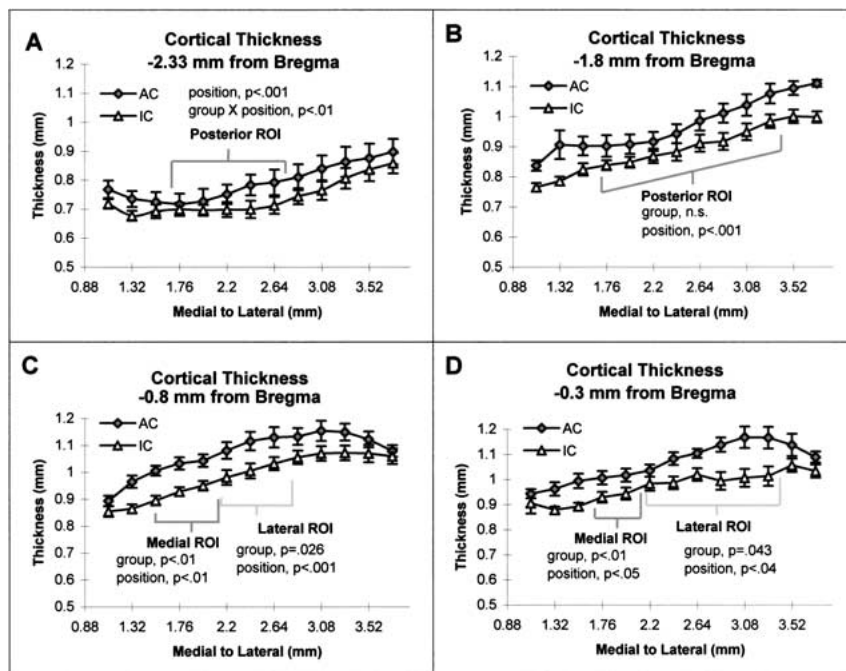 A
Cortical Thickness
-2.33 mm from Bregma
1.2
1.1
1
0.9
0.8
0.7
0.6
0.5
Thickness (mm)
AC
IC
position, p<.001
group X position, p<.01
Posterior ROI
0.88 1.32 1.76 2.2 2.64 3.08 3.52
Medial to Lateral (mm)
B
Cortical Thickness
-1.8 mm from Bregma
1.2
1.1
1
0.9
0.8
0.7
0.6
0.5
Thickness (mm)
AC
IC
Posterior ROI
group, n.s.
position, p<.001
0.88 1.32 1.76 2.2 2.64 3.08 3.52
Medial to Lateral (mm)
C
Cortical Thickness
-0.8 mm from Bregma
1.2
1.1
1
0.9
0.8
0.7
0.6
0.5
Thickness (mm)
AC
IC
Medial ROI
group, p<.01
position, p<.01
Lateral ROI
group, p=.026
position, p<.001
0.88 1.32 1.76 2.2 2.64 3.08 3.52
Medial to Lateral (mm)
D
Cortical Thickness
-0.3 mm from Bregma
1.2
1.1
1
0.9
0.8
0.7
0.6
0.5
Thickness (mm)
AC
IC
Medial ROI
group, p<.01
position, p<.05
Lateral ROI
group, p=.043
position, p<.04
0.88 1.32 1.76 2.2 2.64 3.08 3.52
Medial to Lateral (mm)